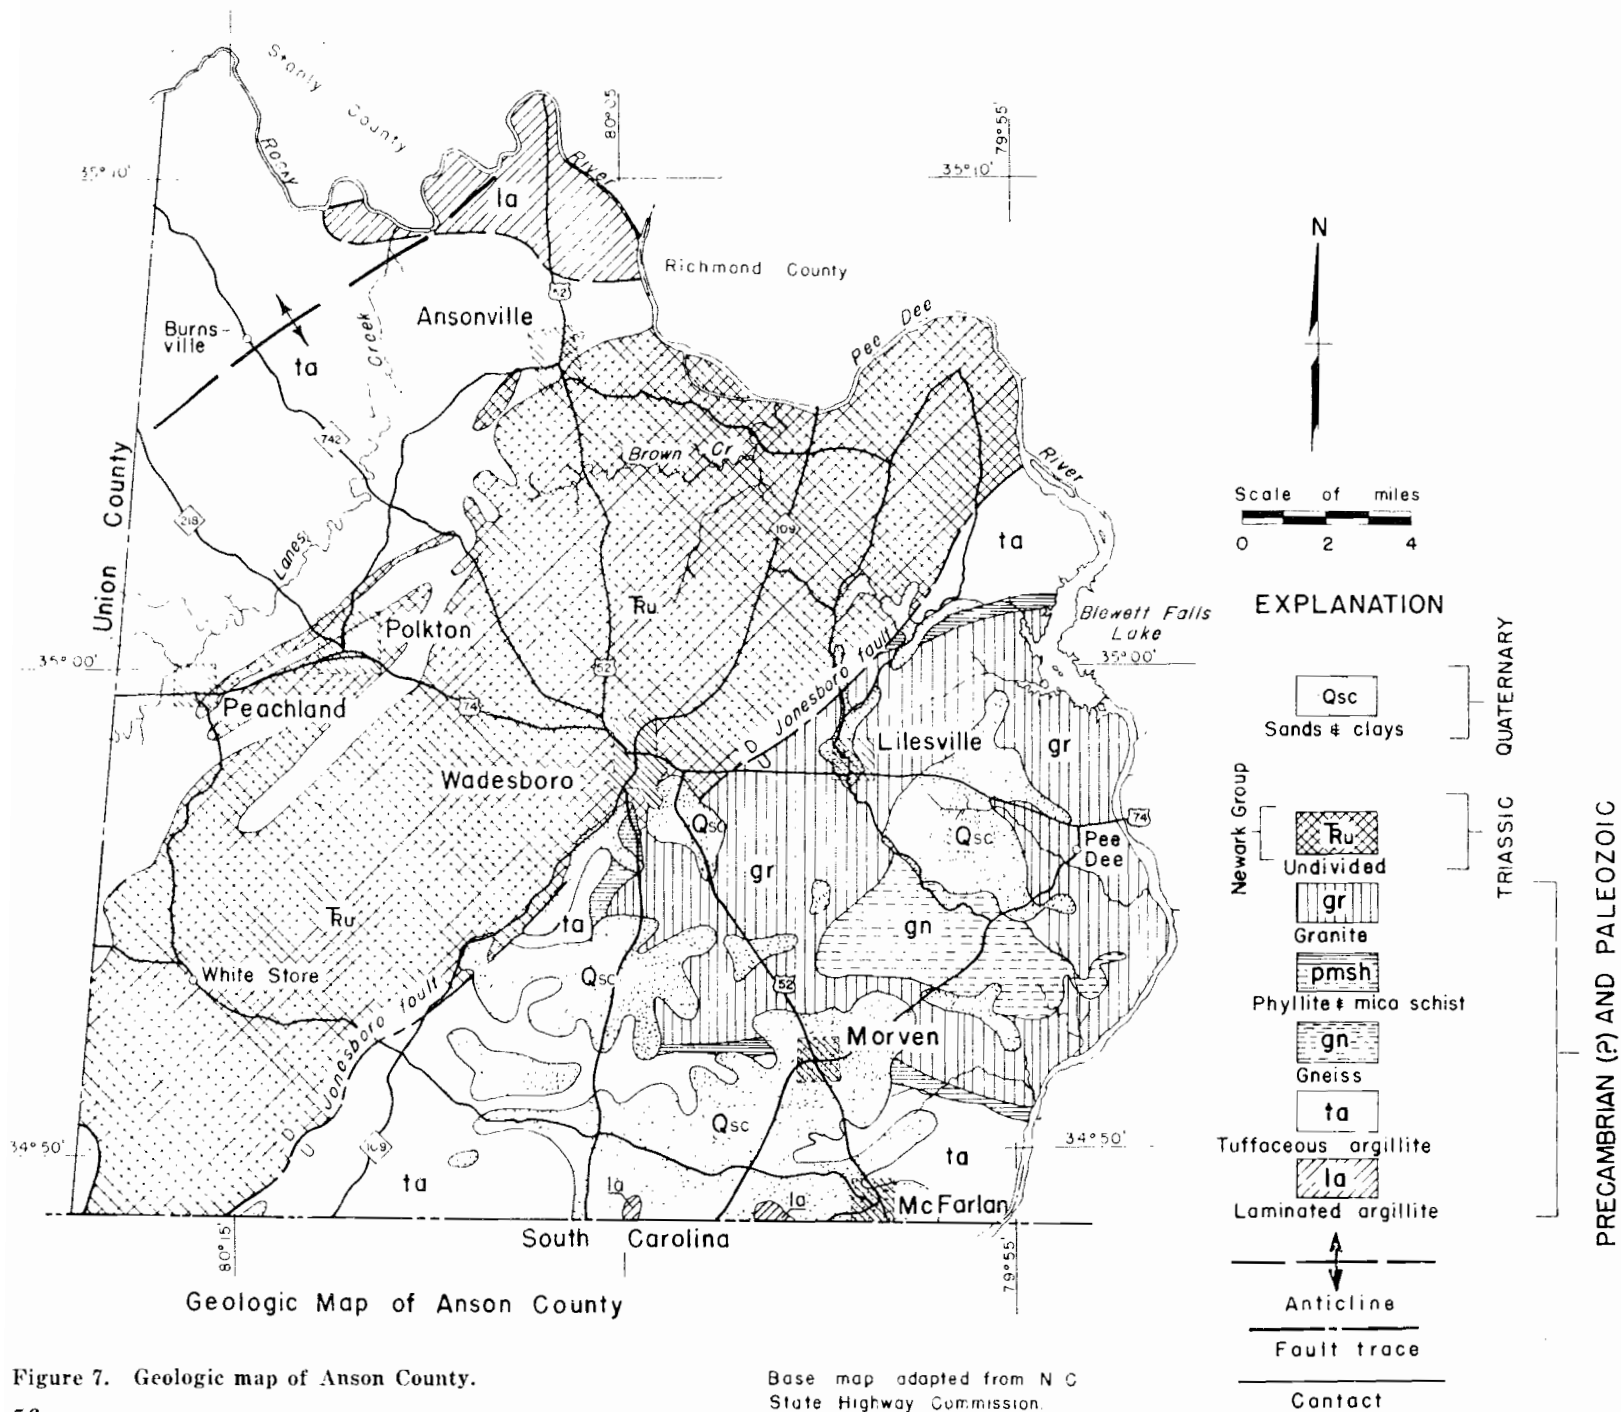 Stanly County
Rocky
River
80°05'
79°55'
35°10'
35°10'
la
N
Richmond County
52
Ansonville
Pee Dee
Burns-
ville
Creek
ta
742
Brown Cr
River
Union County
218
Lanes
109
ta
Scale of miles
0 2 4
EXPLANATION
TRu
Polkton
Blewett Falls
Lake
35°00'
35°00'
52
Jonesboro fault
D
U
Peachland
74
Lilesville
gr
Qsc
Sands & clays
QUATERNARY
Wadesboro
Qsc
Qsc
74
Pee
Dee
Newark Group
TRu
Undivided
TRIASSIC
gr
gr
Granite
TRu
ta
gn
pmsh
Phyllite & mica schist
White Store
Qsc
52
Jonesboro fault
D
U
Morven
gn
Gneiss
Qsc
ta
Tuffaceous argillite
34°50'
34°50'
109
ta
ta
la
la
McFarlan
la
Laminated argillite
PRECAMBRIAN (?) AND PALEOZOIC
South Carolina
80°15'
79°55'
Anticline
Fault trace
Contact
Geologic Map of Anson County
Figure 7. Geologic map of Anson County.
Base map adapted from N C
State Highway Commission.